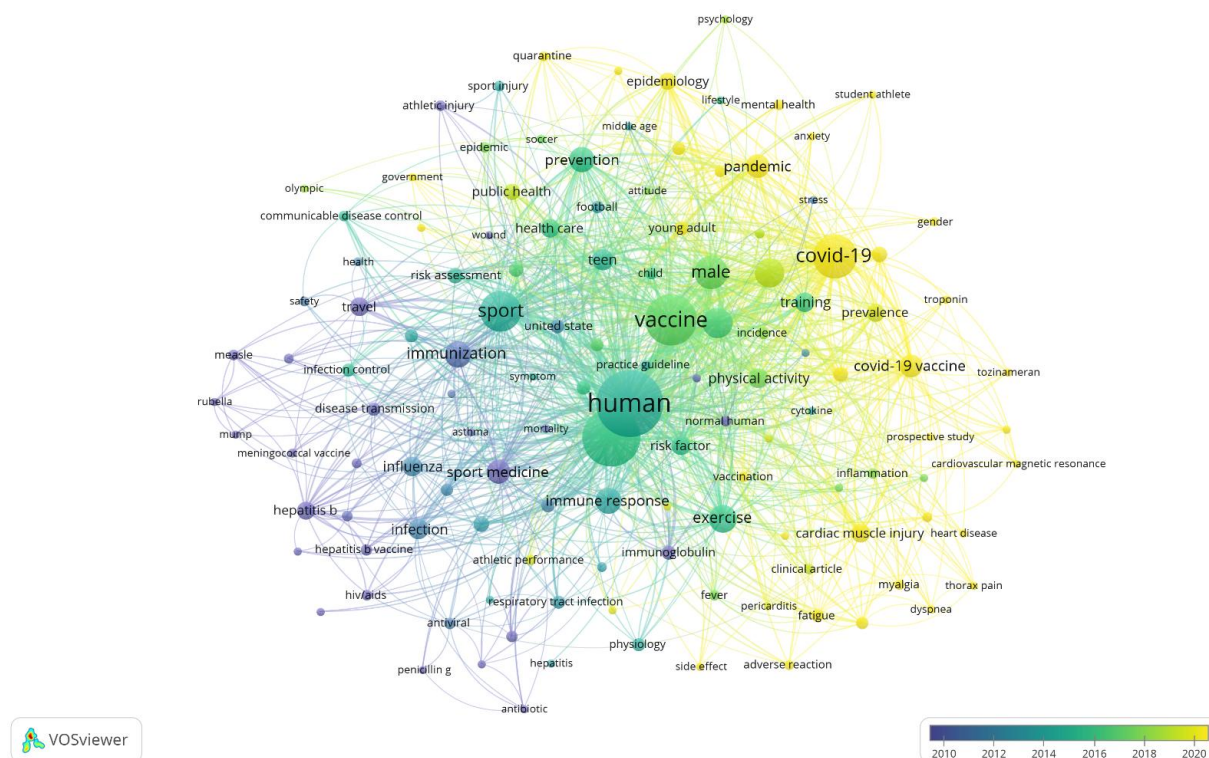 psychology
quarantine
epidemiology
sport injury
lifestyle
mental health
student athlete
athletic injury
middle age
anxiety
epidemic
soccer
prevention
pandemic
government
olympic
public health
attitude
stress
communicable disease control
football
gender
health care
young adult
wound
covid-19
health
risk assessment
teen
child
male
safety
travel
sport
training
troponin
vaccine
prevalence
united state
incidence
measle
immunization
infection control
practice guideline
covid-19 vaccine
tozinameran
symptom
physical activity
rubella
disease transmission
human
cytokine
mump
asthma
mortality
normal human
prospective study
meningococcal vaccine
risk factor
influenza
sport medicine
vaccination
inflammation
cardiovascular magnetic resonance
immune response
hepatitis b
exercise
infection
cardiac muscle injury
heart disease
hepatitis b vaccine
athletic performance
immunoglobulin
clinical article
hiv/aids
respiratory tract infection
fever
myalgia
thorax pain
pericarditis
fatigue
dyspnea
antiviral
physiology
penicillin g
hepatitis
side effect
adverse reaction
antibiotic
VOSviewer
2010 2012 2014 2016 2018 2020